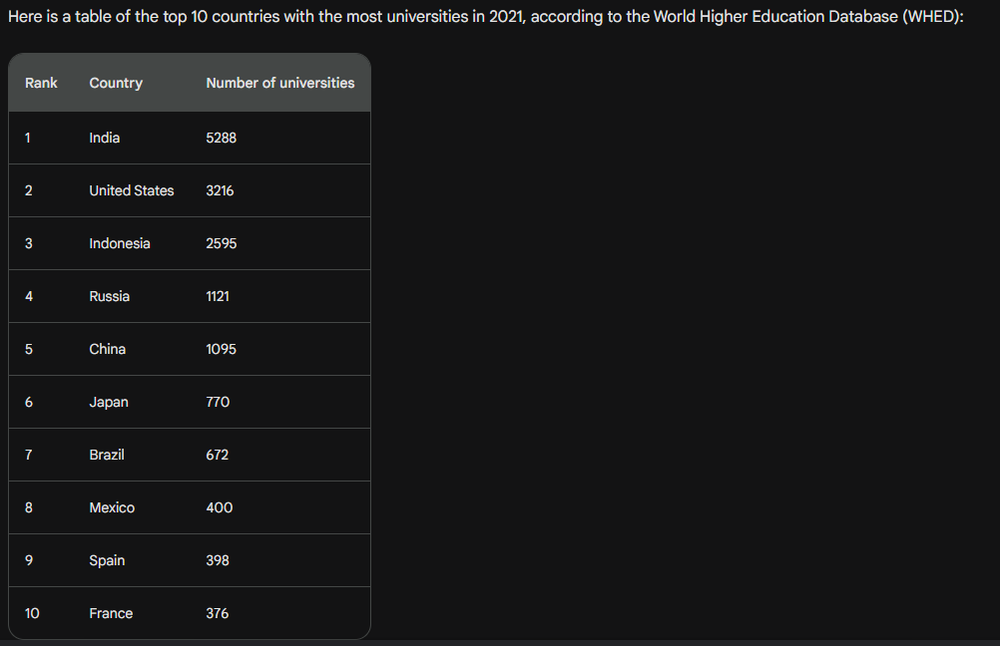 Here is a table of the top 10 countries with the most universities in 2021, according to the World Higher Education Database (WHED):
Rank Country Number of universities
1 India 5288
2 United States 3216
3 Indonesia 2595
4 Russia 1121
5 China 1095
6 Japan 770
7 Brazil 672
8 Mexico 400
9 Spain 398
10 France 376